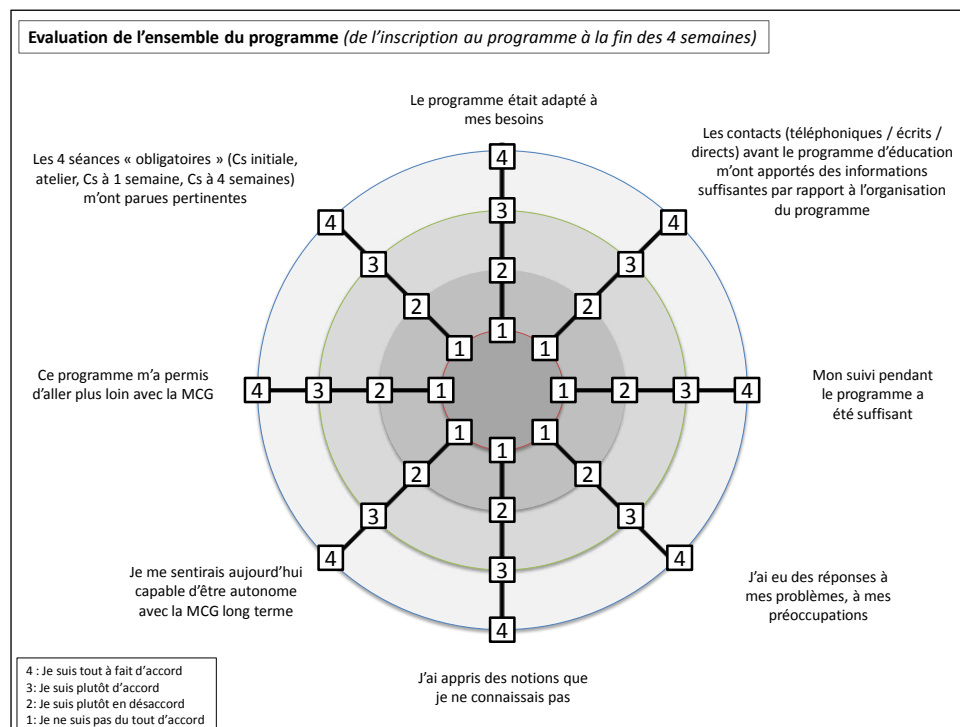 Evaluation de l'ensemble du programme (de l'inscription au programme à la fin des 4 semaines)
Le programme était adapté à
mes besoins
Les contacts (téléphoniques / écrits /
directs) avant le programme d'éducation
m'ont apportés des informations
suffisantes par rapport à l'organisation
du programme
Les 4 séances « obligatoires » (Cs initiale,
atelier, Cs à 1 semaine, Cs à 4 semaines)
m'ont parues pertinentes
4
4
4
3
3
3
2
2
2
1
1
1
Ce programme m'a permis
d'aller plus loin avec la MCG
4 3 2 1 1 2 3 4
Mon suivi pendant
le programme a
été suffisant
1
1
1
2
2
2
3
3
3
4
4
4
Je me sentirais aujourd'hui
capable d'être autonome
avec la MCG long terme
J'ai eu des réponses à
mes problèmes, à mes
préoccupations
J'ai appris des notions que
je ne connaissais pas
4 : Je suis tout à fait d'accord
3: Je suis plutôt d'accord
2: Je suis plutôt en désaccord
1: Je ne suis pas du tout d'accord